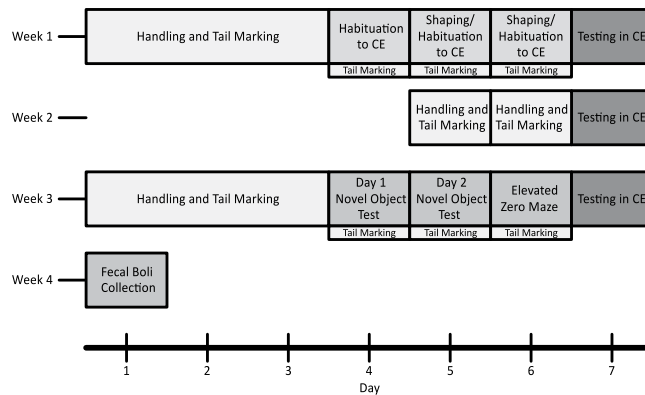 Week 1
Handling and Tail Marking
Habituation
to CE
Shaping/
Habituation
to CE
Shaping/
Habituation
to CE
Testing in CE
Tail Marking
Tail Marking
Tail Marking
Week 2
Handling and
Tail Marking
Handling and
Tail Marking
Testing in CE
Week 3
Handling and Tail Marking
Day 1
Novel Object
Test
Day 2
Novel Object
Test
Elevated
Zero Maze
Testing in CE
Tail Marking
Tail Marking
Tail Marking
Week 4
Fecal Boli
Collection
1 2 3 4 5 6 7
Day